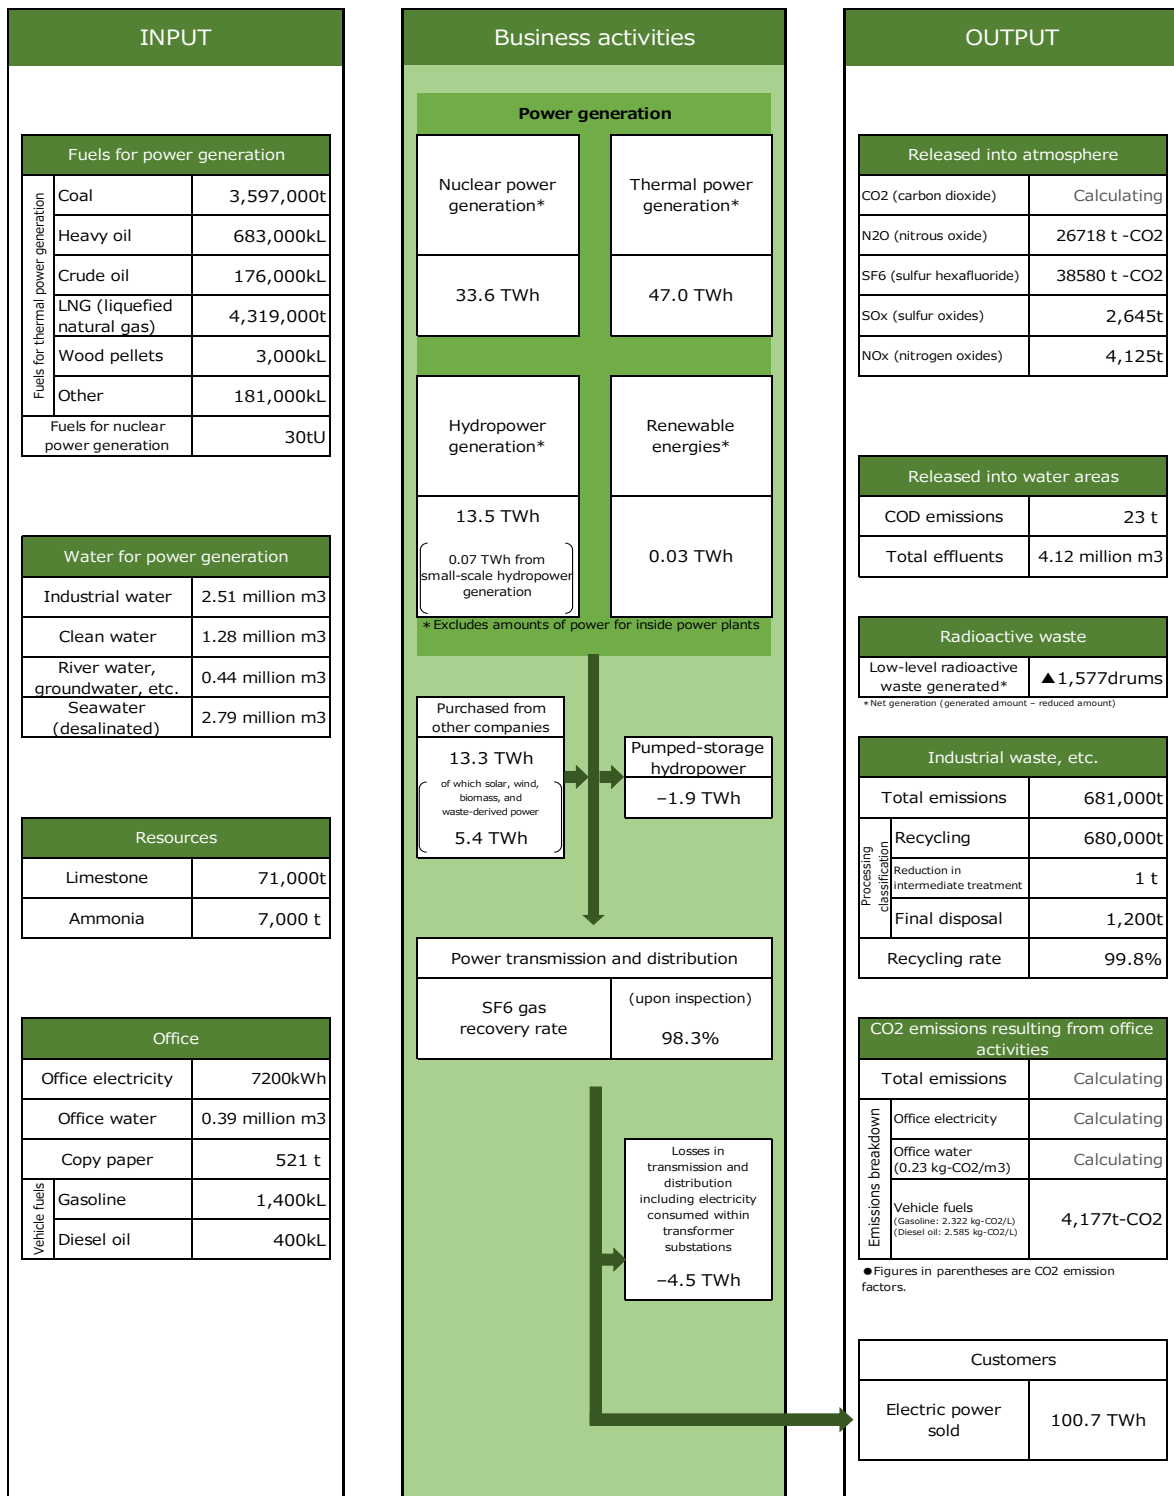 INPUT
Fuels for power generation
Fuels for thermal power generation
Coal 3,597,000t
Heavy oil 683,000kL
Crude oil 176,000kL
LNG (liquefied
natural gas) 4,319,000t
Wood pellets 3,000kL
Other 181,000kL
Fuels for nuclear
power generation 30tU
Water for power generation
Industrial water 2.51 million m3
Clean water 1.28 million m3
River water,
groundwater, etc. 0.44 million m3
Seawater
(desalinated) 2.79 million m3
Resources
Limestone 71,000t
Ammonia 7,000 t
Office
Office electricity 7200kWh
Office water 0.39 million m3
Copy paper 521 t
Vehicle fuels
Gasoline 1,400kL
Diesel oil 400kL
Business activities
Power generation
Nuclear power
generation*
33.6 TWh
Thermal power
generation*
47.0 TWh
Hydropower
generation*
13.5 TWh
0.07 TWh from
small-scale hydropower
generation
Renewable
energies*
0.03 TWh
*Excludes amounts of power for inside power plants
Purchased from
other companies
13.3 TWh
of which solar, wind,
biomass, and
waste-derived power
5.4 TWh
Pumped-storage
hydropower
–1.9 TWh
Power transmission and distribution
SF6 gas
recovery rate
(upon inspection)
98.3%
Losses in
transmission and
distribution
including electricity
consumed within
transformer
substations
–4.5 TWh
OUTPUT
Released into atmosphere
CO2 (carbon dioxide) Calculating
N2O (nitrous oxide) 26718 t -CO2
SF6 (sulfur hexafluoride) 38580 t -CO2
SOx (sulfur oxides) 2,645t
NOx (nitrogen oxides) 4,125t
Released into water areas
COD emissions 23 t
Total effluents 4.12 million m3
Radioactive waste
Low-level radioactive
waste generated* ▲1,577drums
*Net generation (generated amount – reduced amount)
Industrial waste, etc.
Total emissions 681,000t
Processing
classification
Recycling 680,000t
Reduction in
intermediate treatment 1 t
Final disposal 1,200t
Recycling rate 99.8%
CO2 emissions resulting from office
activities
Total emissions Calculating
Emissions breakdown
Office electricity Calculating
Office water
(0.23 kg-CO2/m3) Calculating
Vehicle fuels
(Gasoline: 2.322 kg-CO2/L)
(Diesel oil: 2.585 kg-CO2/L) 4,177t-CO2
●Figures in parentheses are CO2 emission
factors.
Customers
Electric power
sold 100.7 TWh